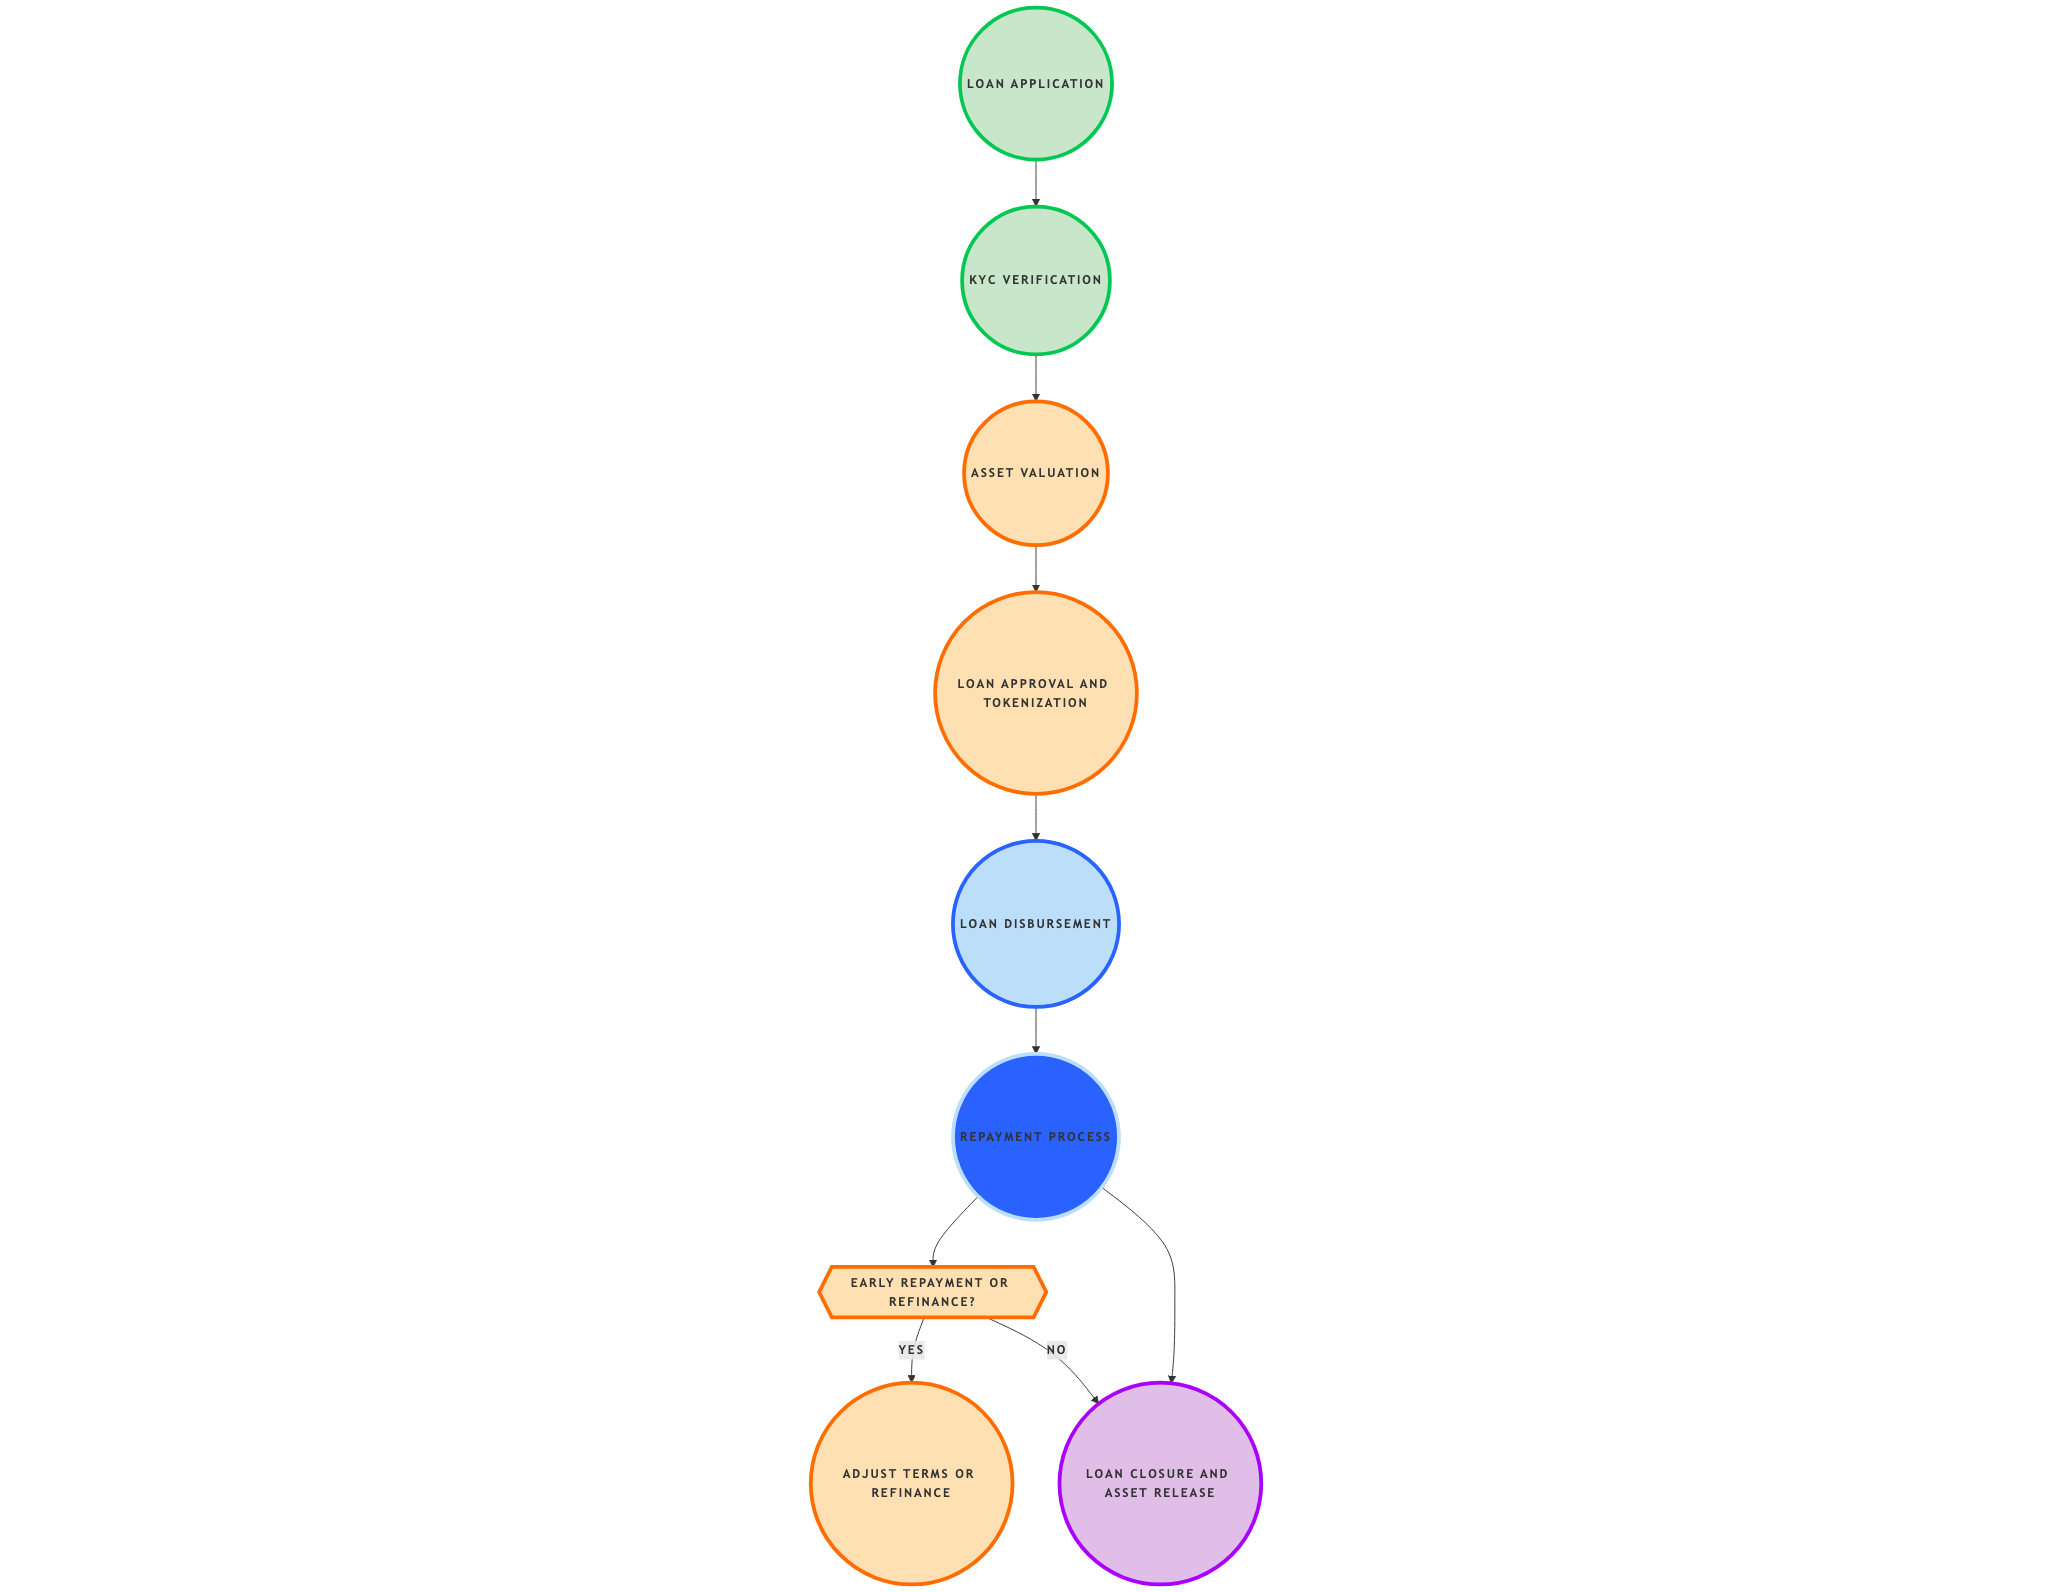 LOAN APPLICATION
KYC VERIFICATION
ASSET VALUATION
LOAN APPROVAL AND
TOKENIZATION
LOAN DISBURSEMENT
REPAYMENT PROCESS
EARLY REPAYMENT OR
REFINANCE?
YES
NO
ADJUST TERMS OR
REFINANCE
LOAN CLOSURE AND
ASSET RELEASE